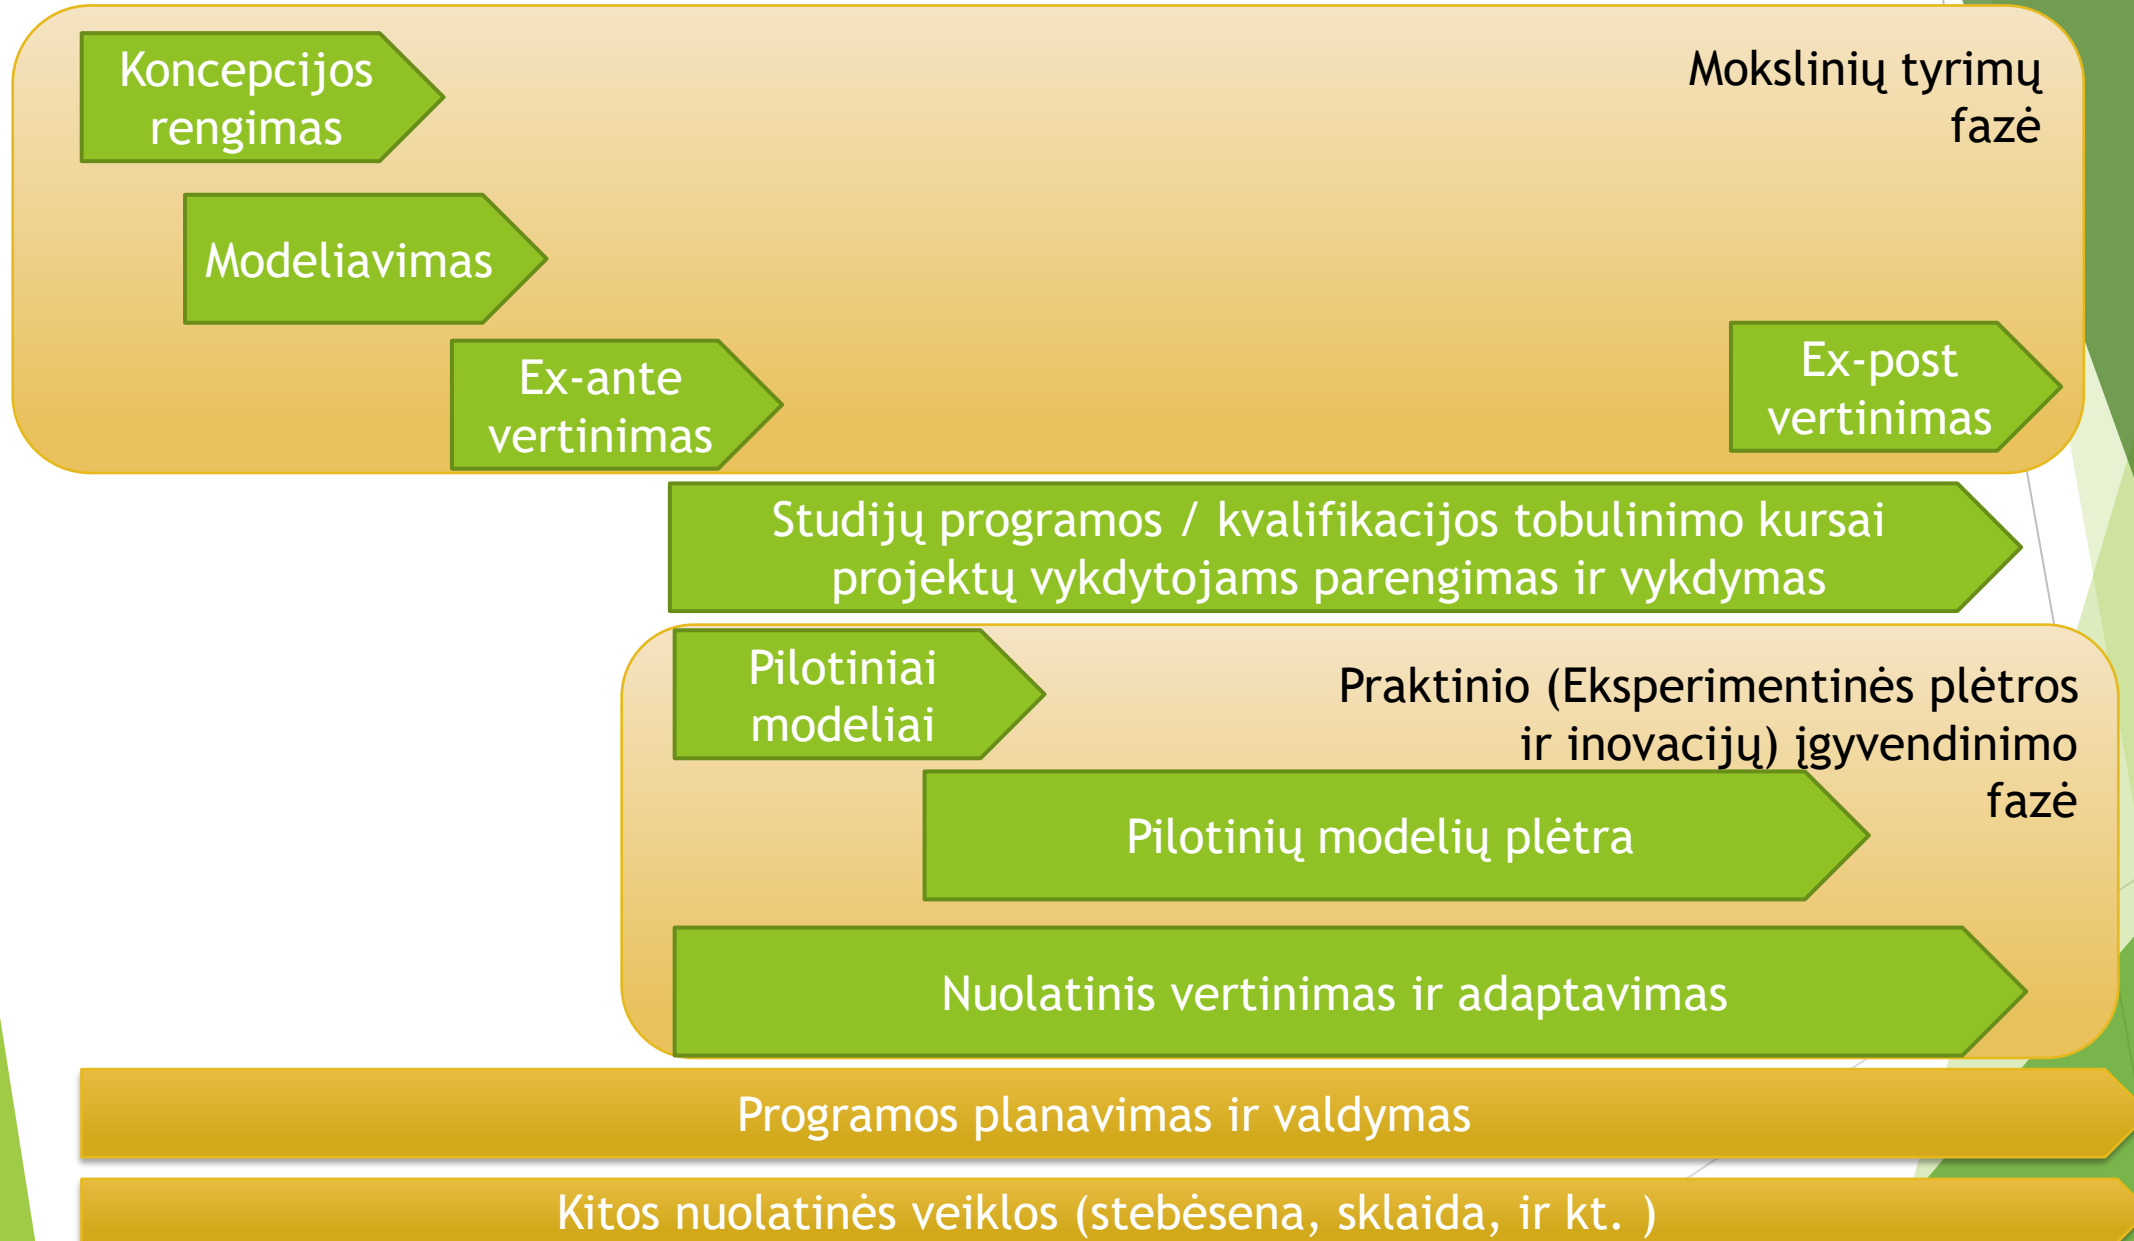 Koncepcijos
rengimas
Mokslinių tyrimų
fazė
Modeliavimas
Ex-ante
vertinimas
Ex-post
vertinimas
Studijų programos / kvalifikacijos tobulinimo kursai
projektų vykdytojams parengimas ir vykdymas
Pilotiniai
modeliai
Praktinio (Eksperimentinės plėtros
ir inovacijų) įgyvendinimo
fazė
Pilotinių modelių plėtra
Nuolatinis vertinimas ir adaptavimas
Programos planavimas ir valdymas
Kitos nuolatinės veiklos (stebėsena, sklaida, ir kt. )